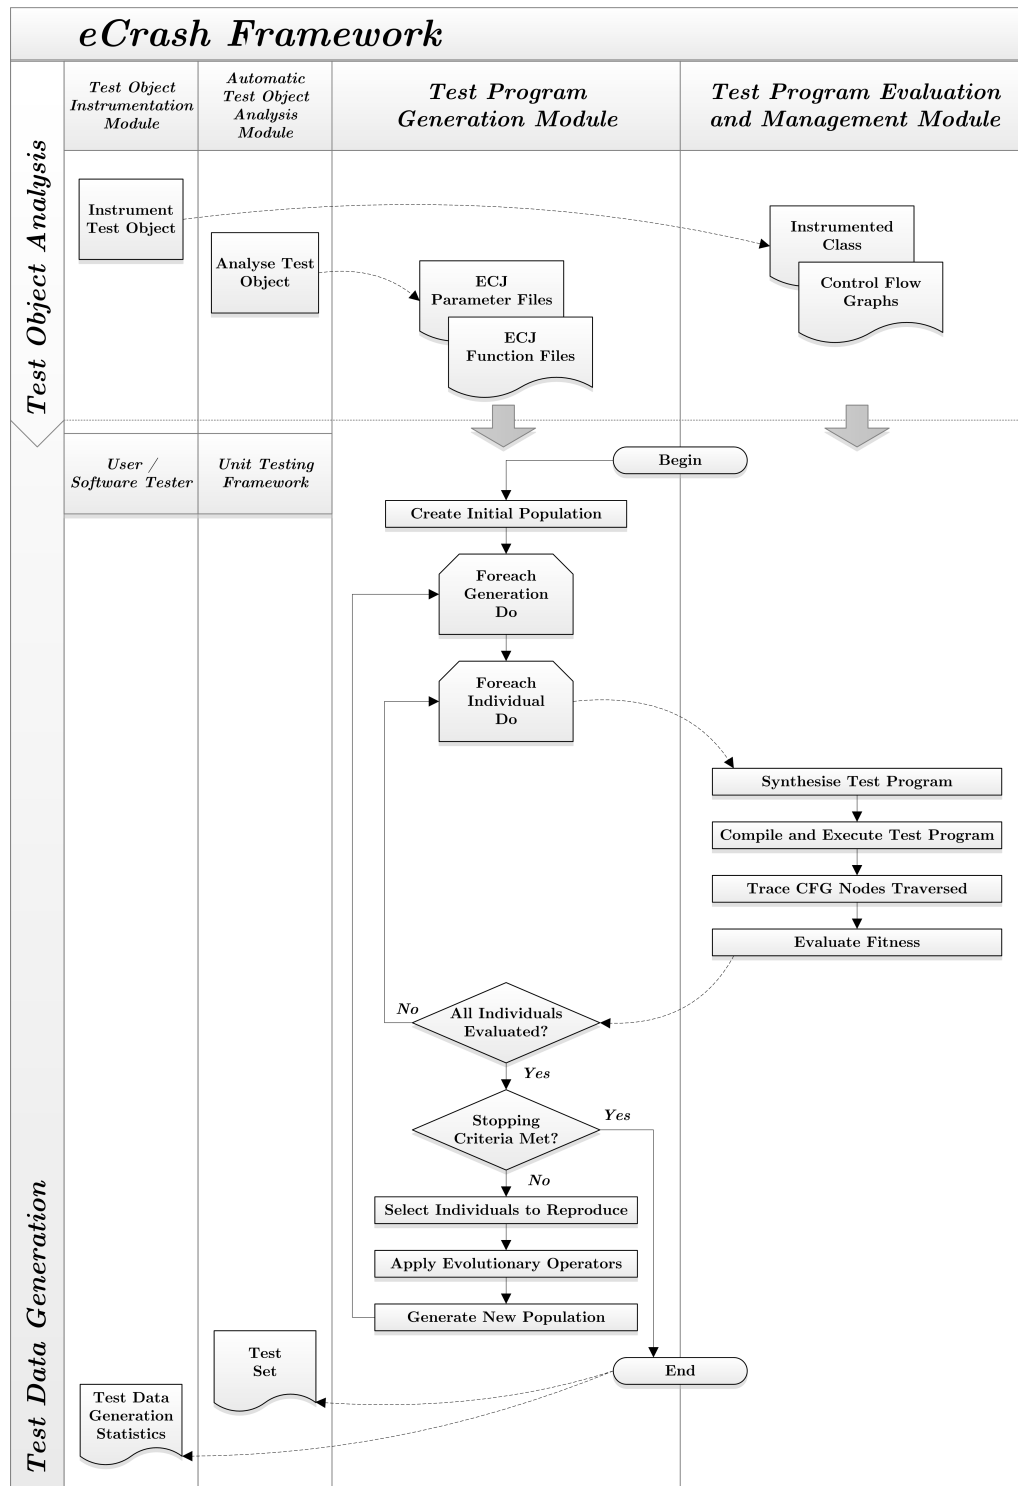 eCrash Framework
Test Object Analysis
Test Object
Instrumentation
Module
Automatic
Test Object
Analysis
Module
Test Program
Generation Module
Test Program Evaluation
and Management Module
Instrument
Test Object
Analyse Test
Object
ECJ
Parameter Files
ECJ
Function Files
Instrumented
Class
Control Flow
Graphs
Test Data Generation
User /
Software Tester
Unit Testing
Framework
Begin
Create Initial Population
Foreach
Generation
Do
Foreach
Individual
Do
Synthesise Test Program
Compile and Execute Test Program
Trace CFG Nodes Traversed
Evaluate Fitness
No
All Individuals
Evaluated?
Yes
Stopping
Criteria Met?
Yes
No
Select Individuals to Reproduce
Apply Evolutionary Operators
Generate New Population
Test
Set
End
Test Data
Generation
Statistics